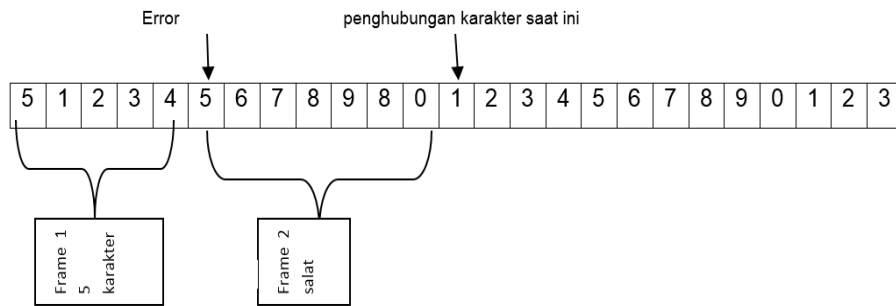 Error
penghubungan karakter saat ini
5 1 2 3 4 5 6 7 8 9 8 0 1 2 3 4 5 6 7 8 9 0 1 2 3
Frame 1
5 karakter
Frame 2
salat